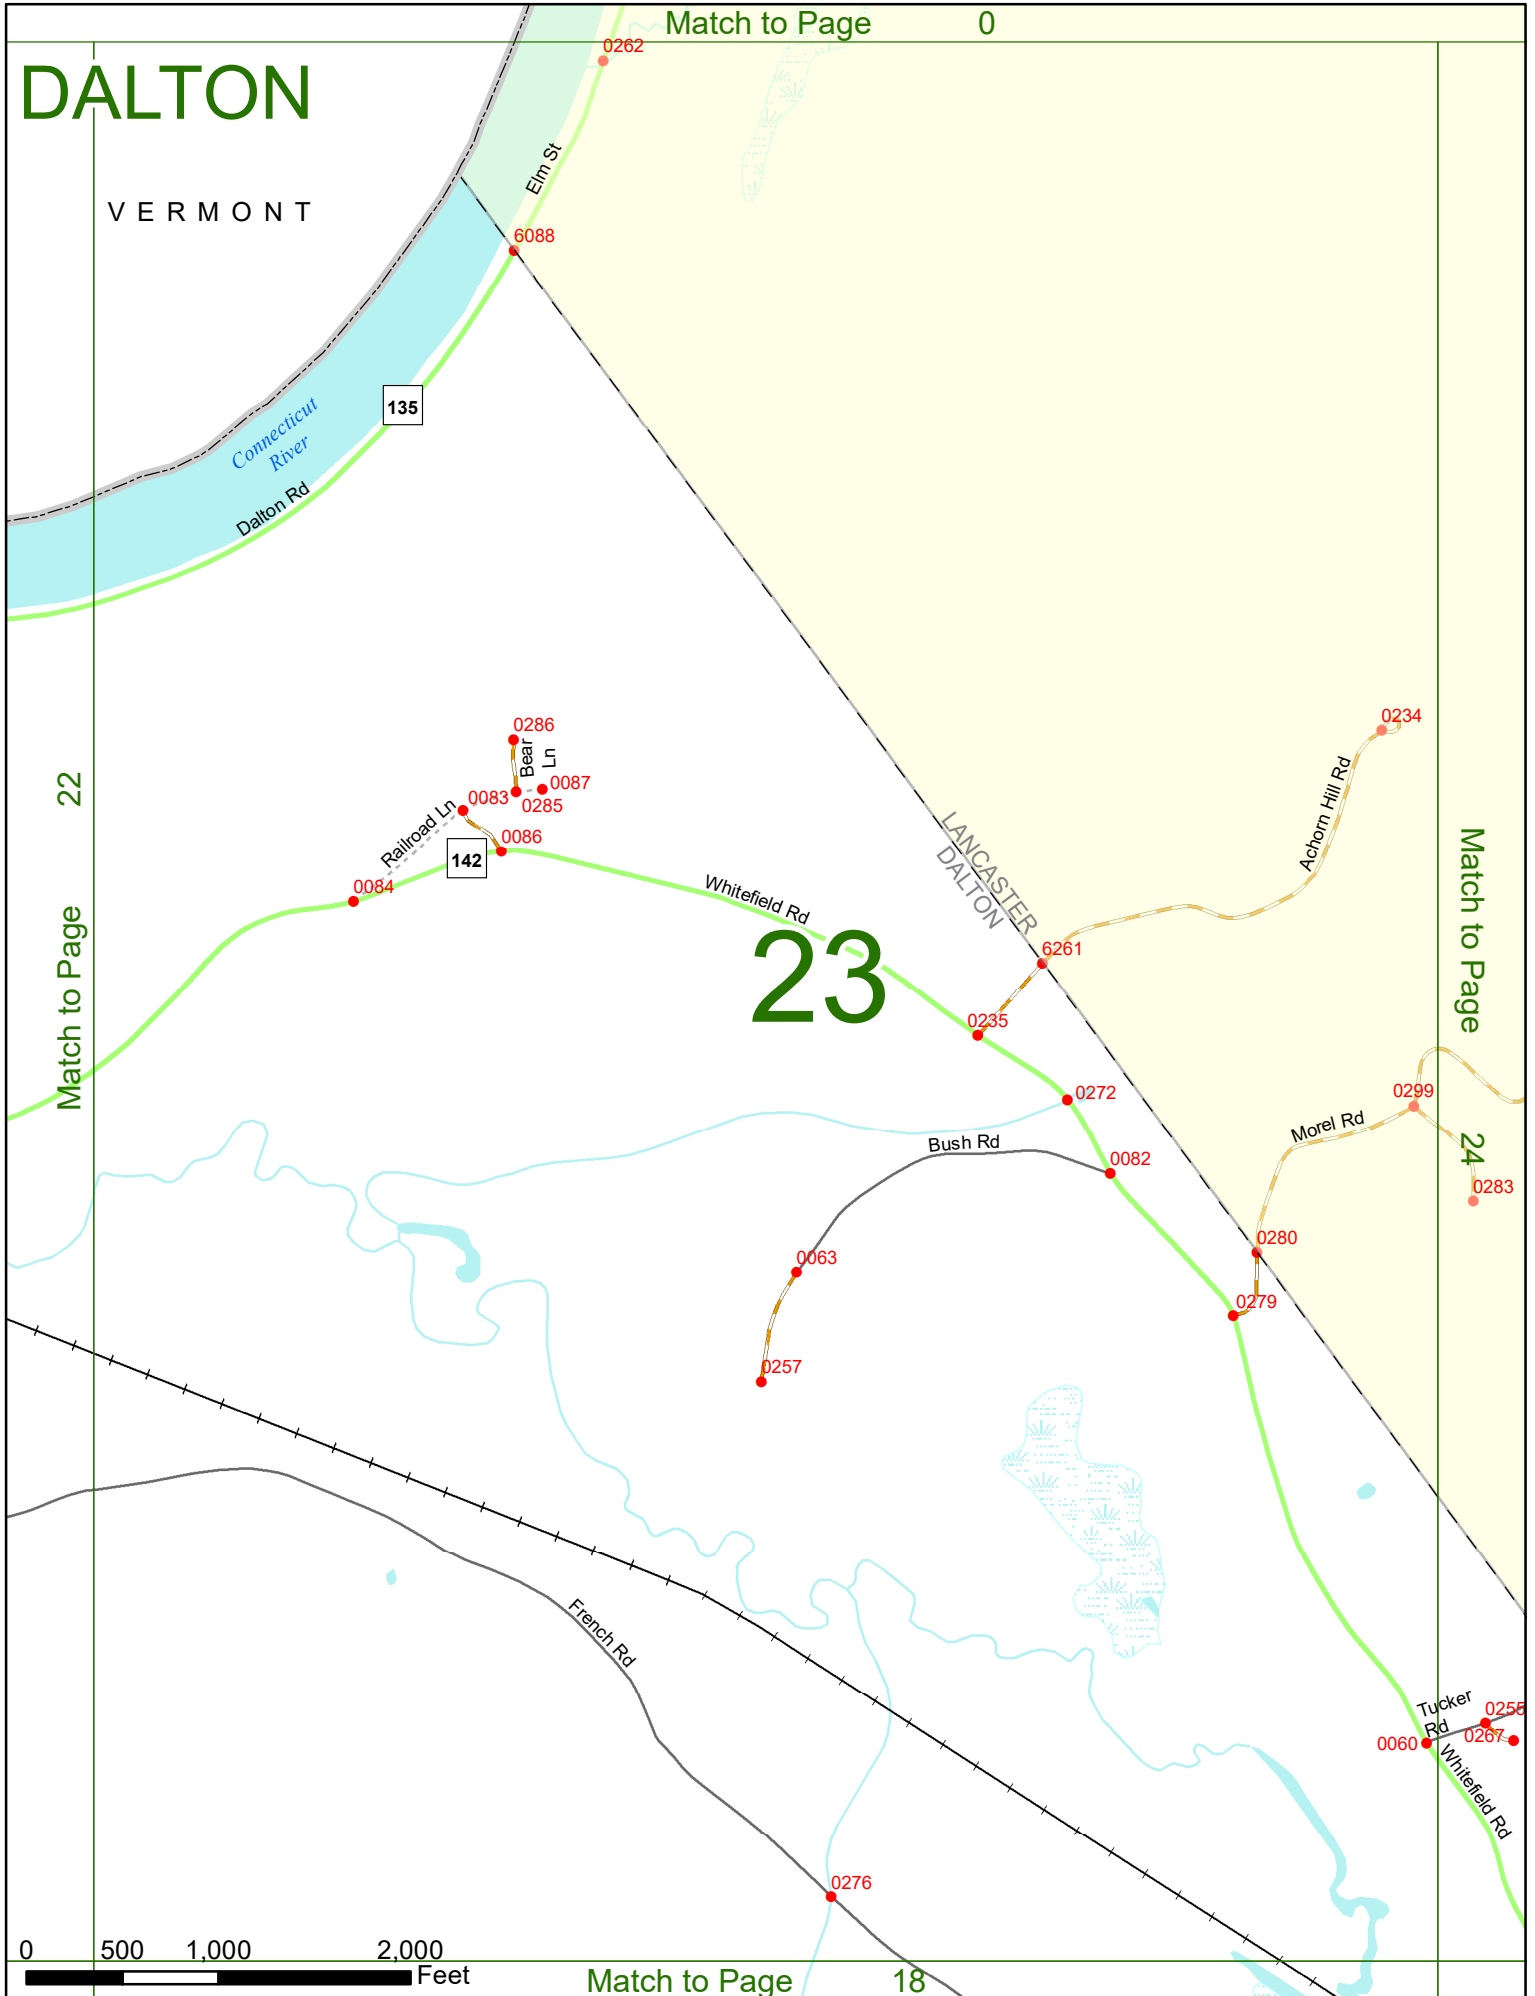 Match to Page 0
DALTON
VERMONT
0262
Elm St
6088
135
Connecticut
River
Dalton Rd
0286
Bear
Ln
0087
0285
0083
Railroad Ln
0086
142
0084
Whitefield Rd
23
LANCASTER
DALTON
0234
Achorn Hill Rd
6261
0235
0272
Match to Page 22
Match to Page 24
0299
Morel Rd
0283
Bush Rd
0082
0280
0063
0279
0257
French Rd
Tucker
Rd
0255
0267
0060
Whitefield Rd
0276
0 500 1,000 2,000
Feet
Match to Page 18